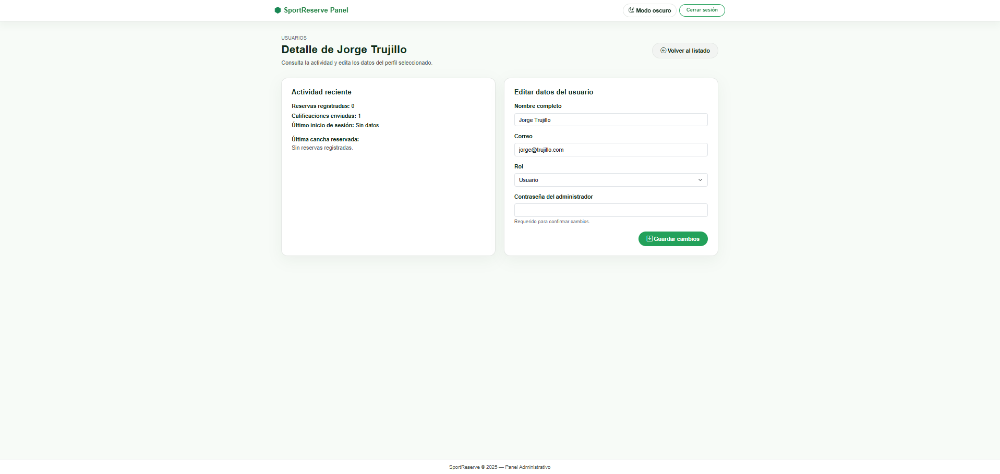 SportReserve Panel
Modo oscuro
Cerrar sesión
USUARIOS
Detalle de Jorge Trujillo
Consulta la actividad y edita los datos del perfil seleccionado.
Volver al listado
Actividad reciente
Reservas registradas: 0
Calificaciones enviadas: 1
Último inicio de sesión: Sin datos
Última cancha reservada:
Sin reservas registradas.
Editar datos del usuario
Nombre completo
Jorge Trujillo
Correo
jorge@trujillo.com
Rol
Usuario
Contraseña del administrador
Requerido para confirmar cambios.
Guardar cambios
SportReserve © 2025 — Panel Administrativo